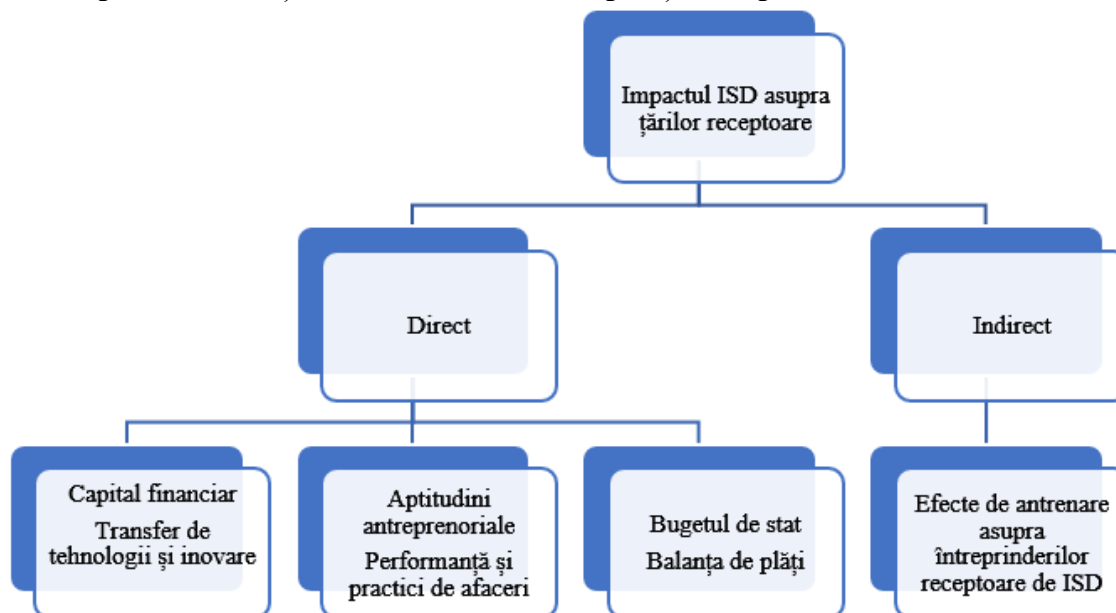 Impactul ISD asupra
țărilor receptoare
Direct
Indirect
Capital financiar
Transfer de
tehnologii și inovare
Aptitudini
antreprenoriale
Performanță și
practici de afaceri
Bugetul de stat
Balanța de plăți
Efecte de antrenare
asupra
întreprinderilor
receptoare de ISD